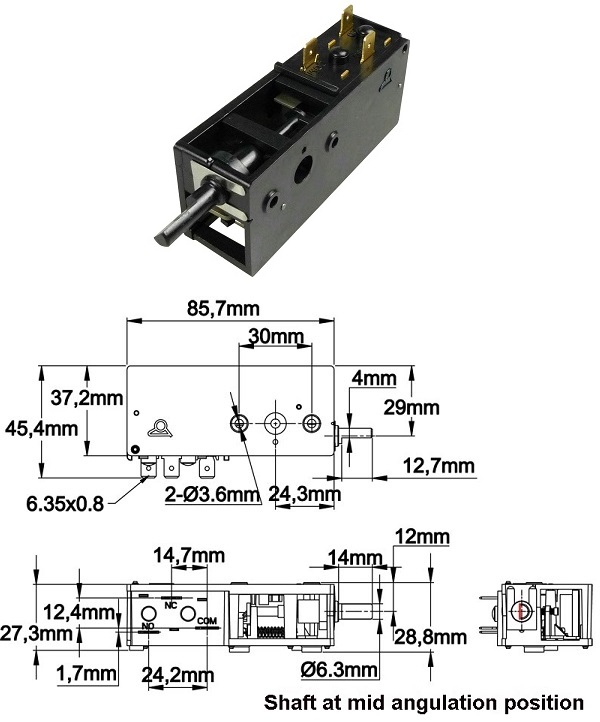 85,7mm
30mm
37,2mm
4mm
29mm
45,4mm
12,7mm
6.35x0.8
2-Ø3.6mm
24,3mm
12mm
14,7mm
14mm
NC
12,4mm
NO
COM
27,3mm
28,8mm
1,7mm
24,2mm
Ø6.3mm
Shaft at mid angulation position